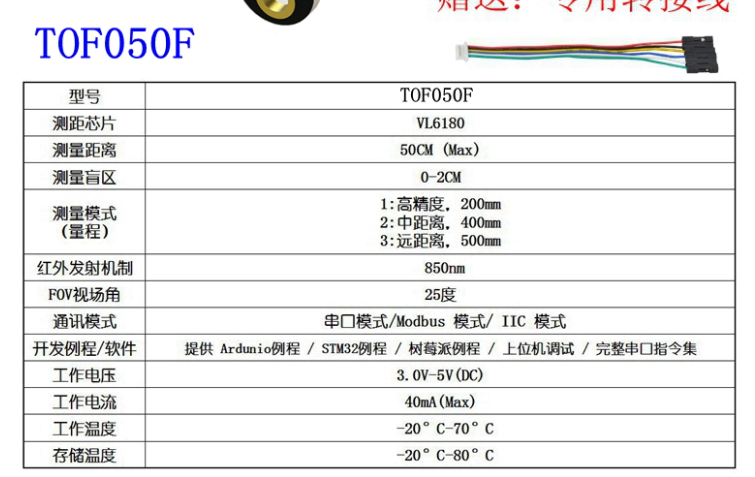 赠送：专用转接线
TOF050F
型号 TOF050F
测距芯片 VL6180
测量距离 50CM (Max)
测量盲区 0-2CM
测量模式
(量程)
1:高精度，200mm
2:中距离，400mm
3:远距离，500mm
红外发射机制 850nm
FOV视场角 25度
通讯模式 串口模式/Modbus 模式/ IIC 模式
开发例程/软件 提供 Ardunio例程 / STM32例程 / 树莓派例程 / 上位机调试 / 完整串口指令集
工作电压 3.0V-5V(DC)
工作电流 40mA(Max)
工作温度 -20° C-70° C
存储温度 -20° C-80° C